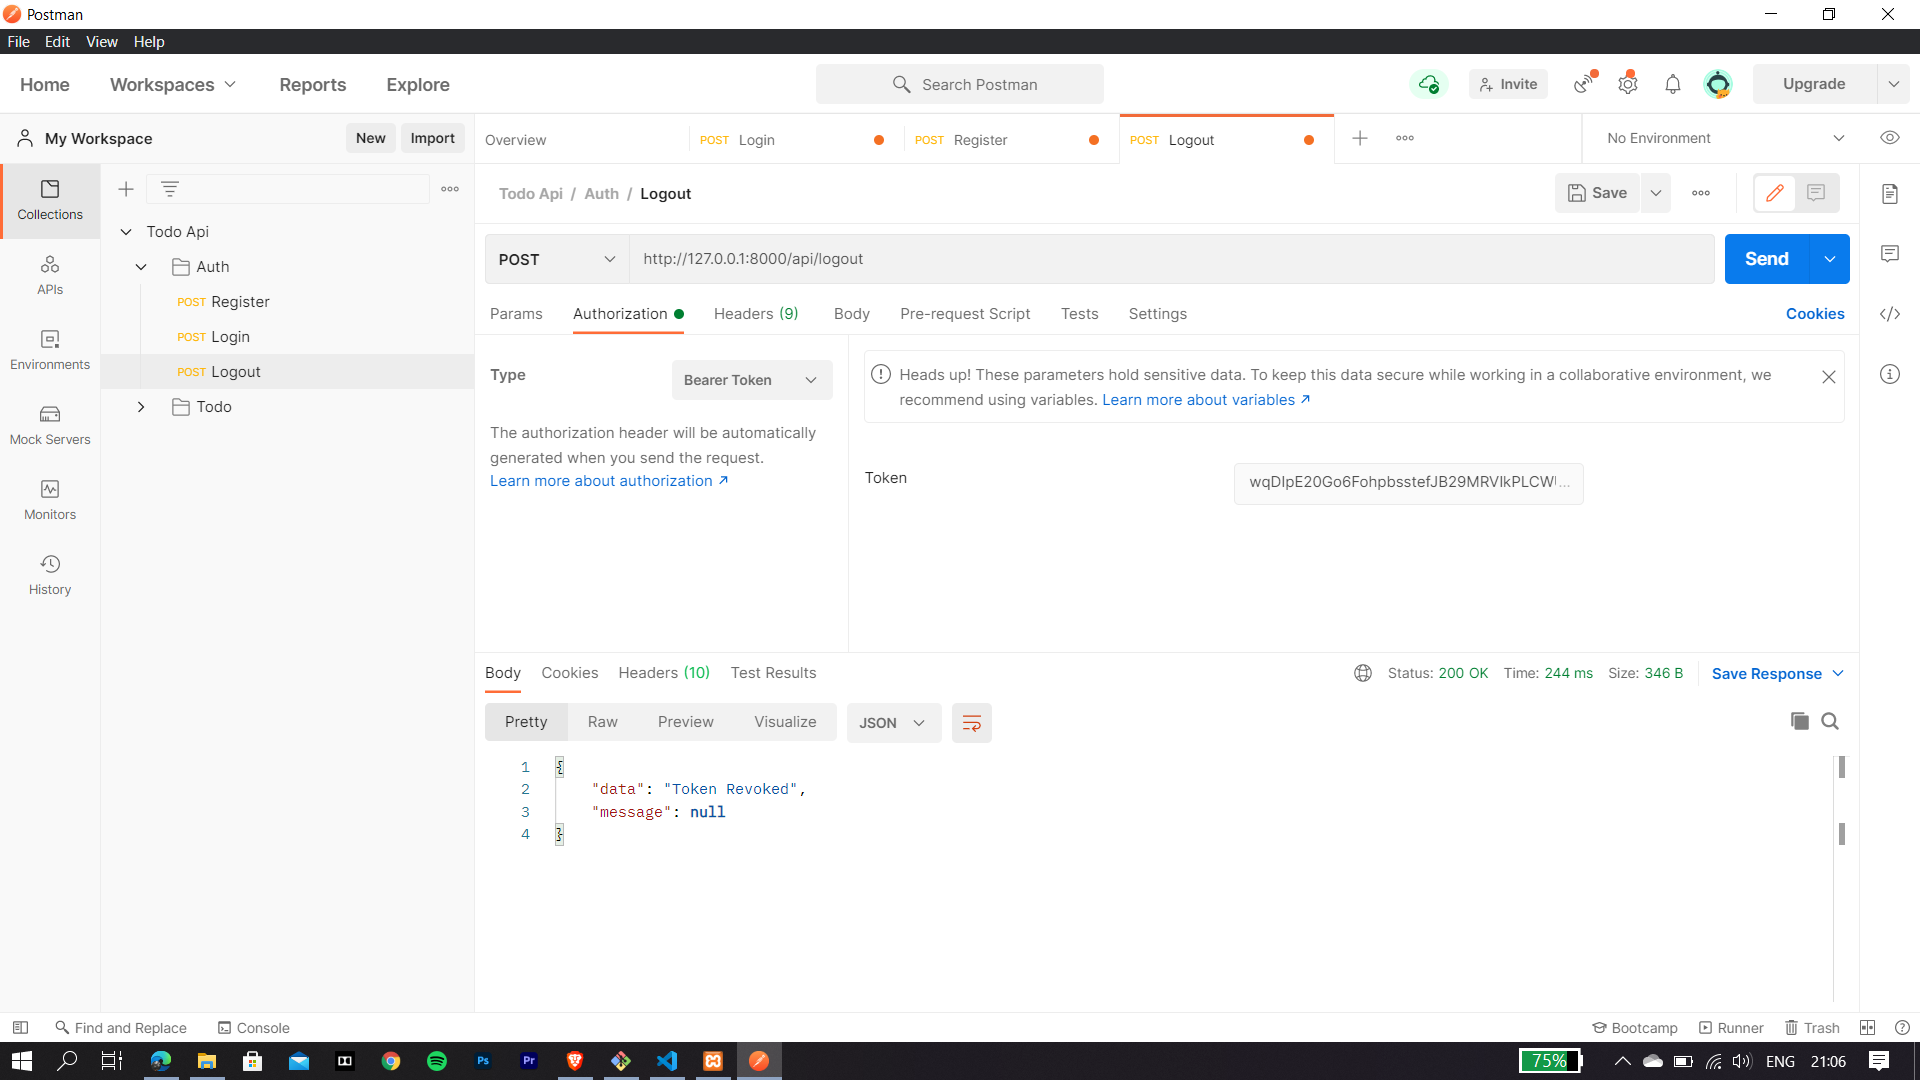 Postman
File Edit View Help
Home Workspaces Reports Explore
Search Postman
Invite
Upgrade
My Workspace
New Import
Overview
POST Login
POST Register
POST Logout
No Environment
Collections
APIs
Environments
Mock Servers
Monitors
History
Todo Api
Auth
POST Register
POST Login
POST Logout
Todo
Todo Api / Auth / Logout
Save
POST
http://127.0.0.1:8000/api/logout
Send
Params Authorization Headers (9) Body Pre-request Script Tests Settings
Cookies
Type
Bearer Token
The authorization header will be automatically
generated when you send the request.
Learn more about authorization ↗
Heads up! These parameters hold sensitive data. To keep this data secure while working in a collaborative environment, we
recommend using variables. Learn more about variables ↗
Token
Body Cookies Headers (10) Test Results
Status: 200 OK Time: 244 ms Size: 346 B
Save Response
Pretty Raw Preview Visualize
JSON
1 {
2 "data": "Token Revoked",
3 "message": null
4 }
Find and Replace Console
Bootcamp Runner Trash
Ps
Pr
75%
ENG 21:06